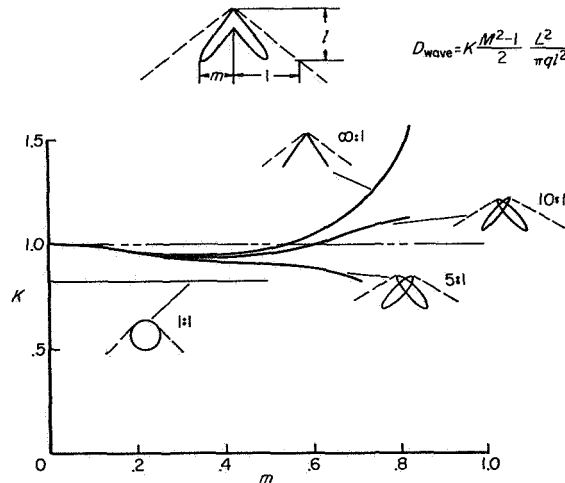 l
m
l
D_wave = K (M²-1)/2 L²/(πql²)
1.5
∞:1
10:1
1.0
5:1
K
1:1
.5
0
.2
.4
.6
.8
1.0
m